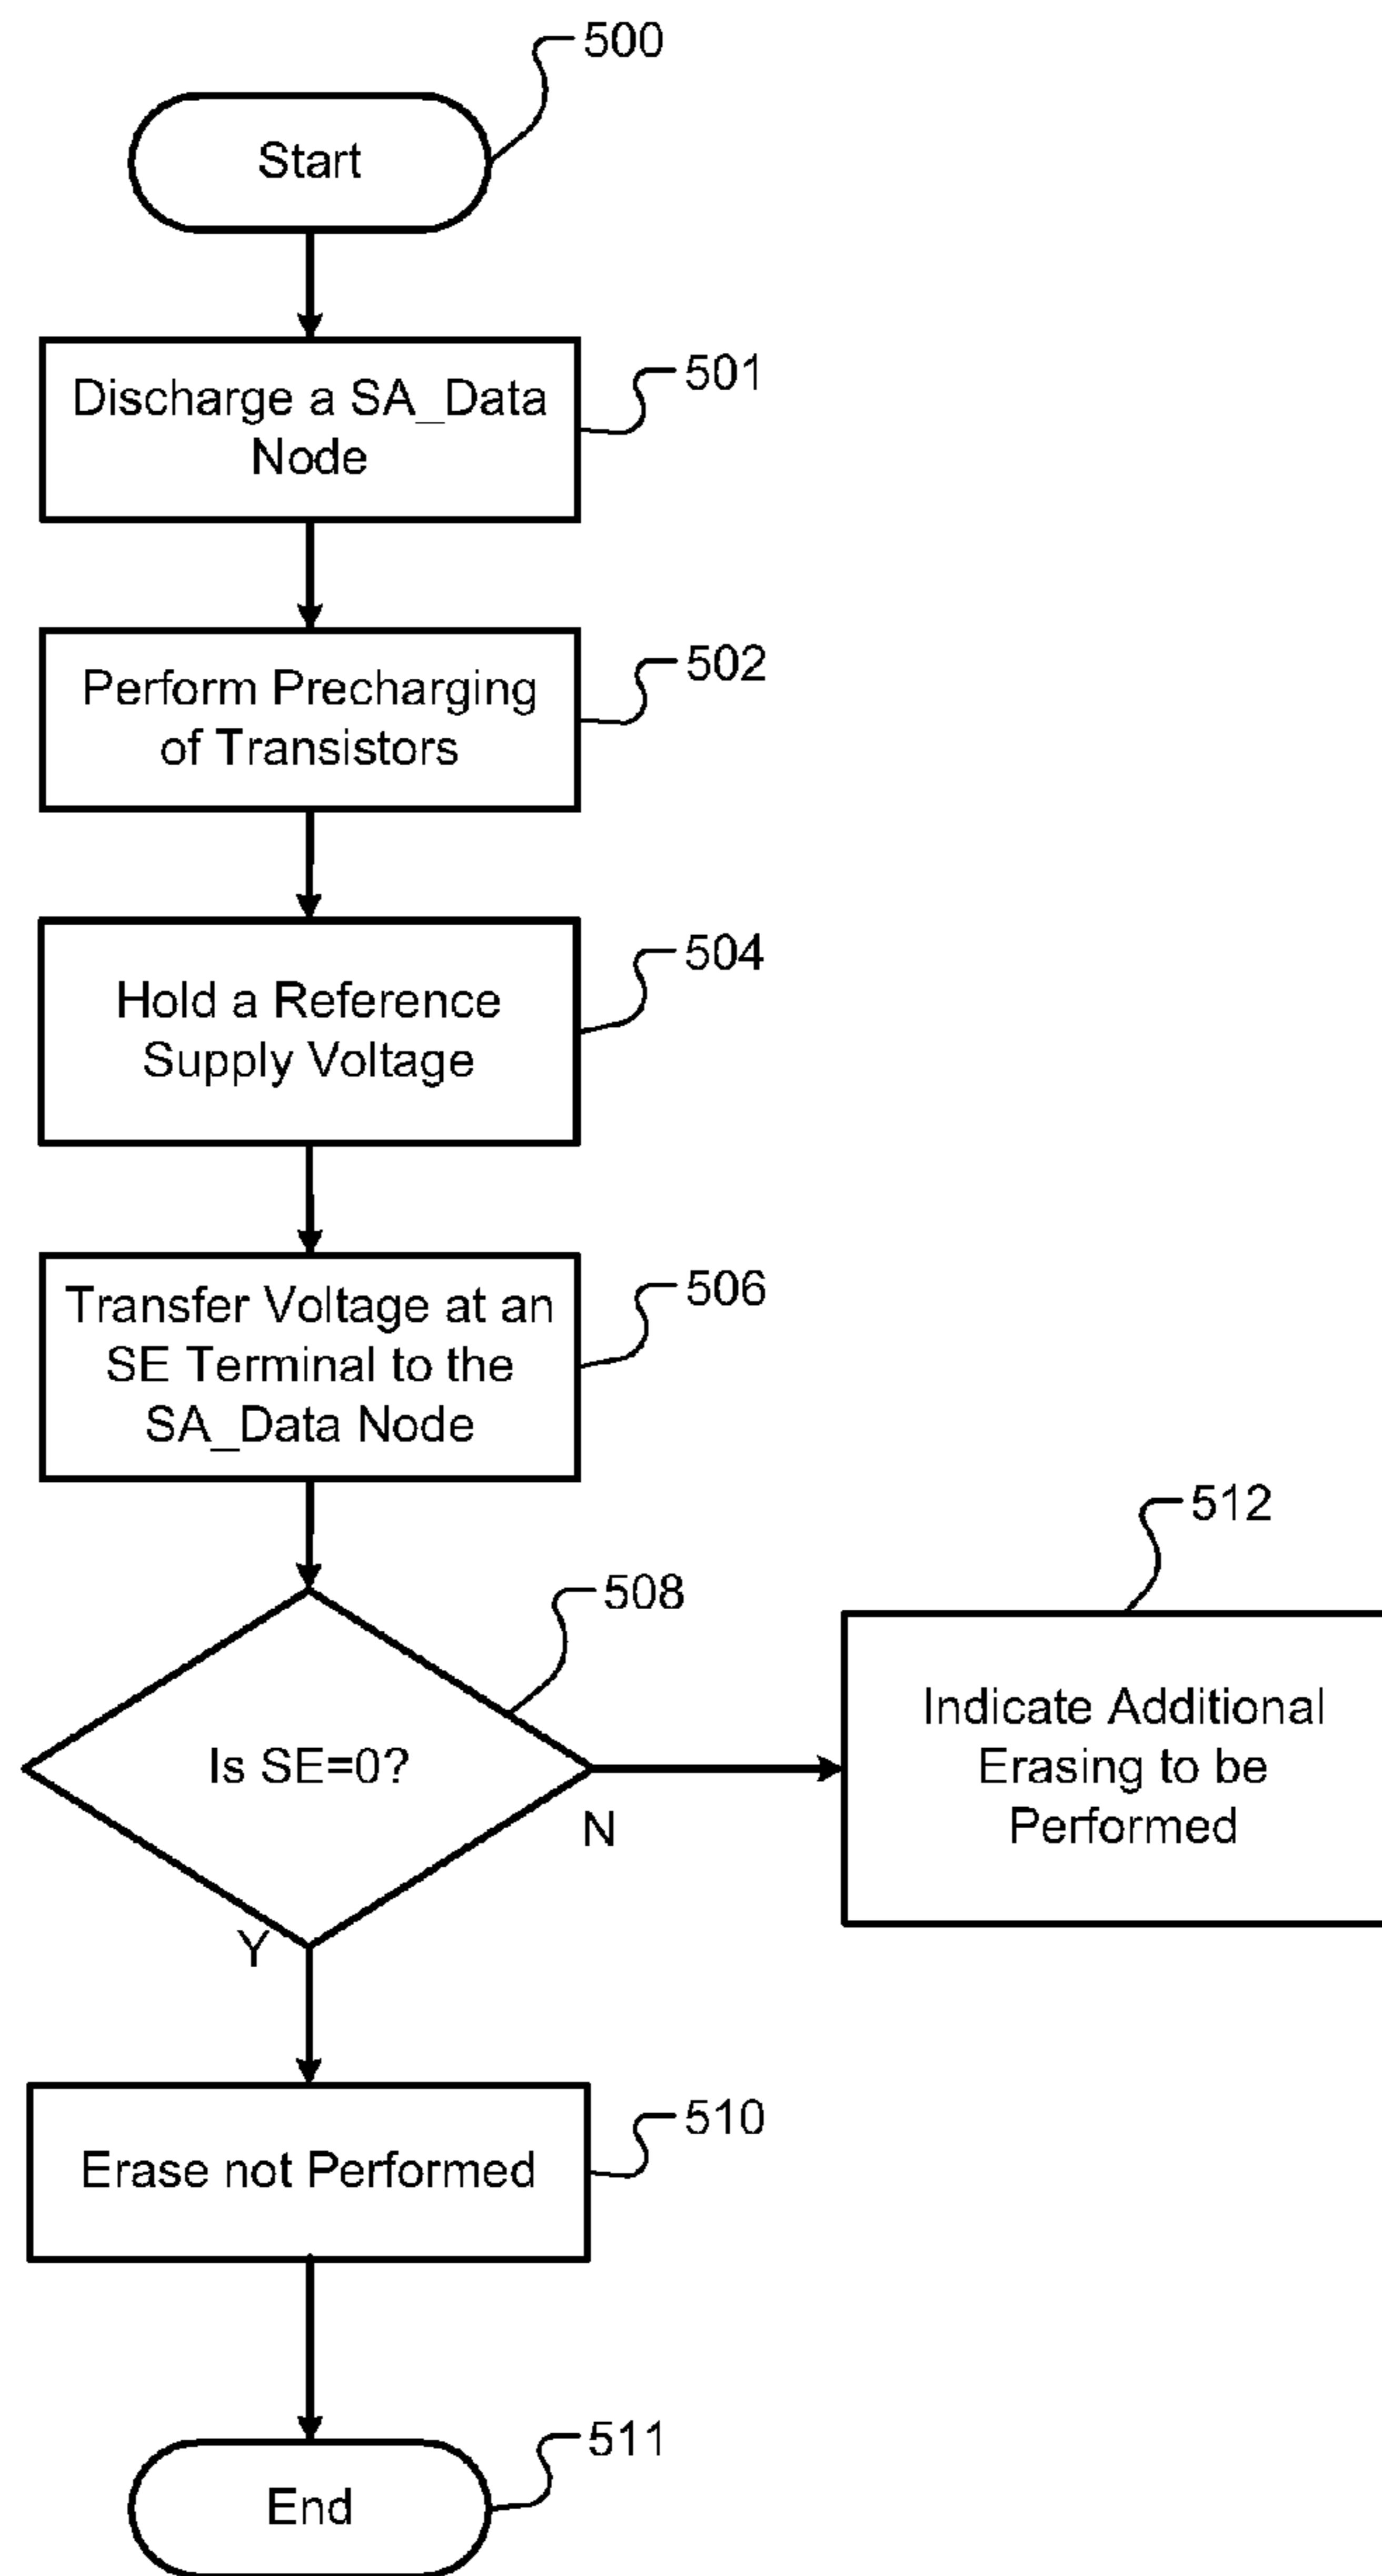 500
Start
501
Discharge a SA_Data
Node
502
Perform Precharging
of Transistors
504
Hold a Reference
Supply Voltage
506
Transfer Voltage at an
SE Terminal to the
SA_Data Node
508
Is SE=0?
N
Y
512
Indicate Additional
Erasing to be
Performed
510
Erase not Performed
511
End